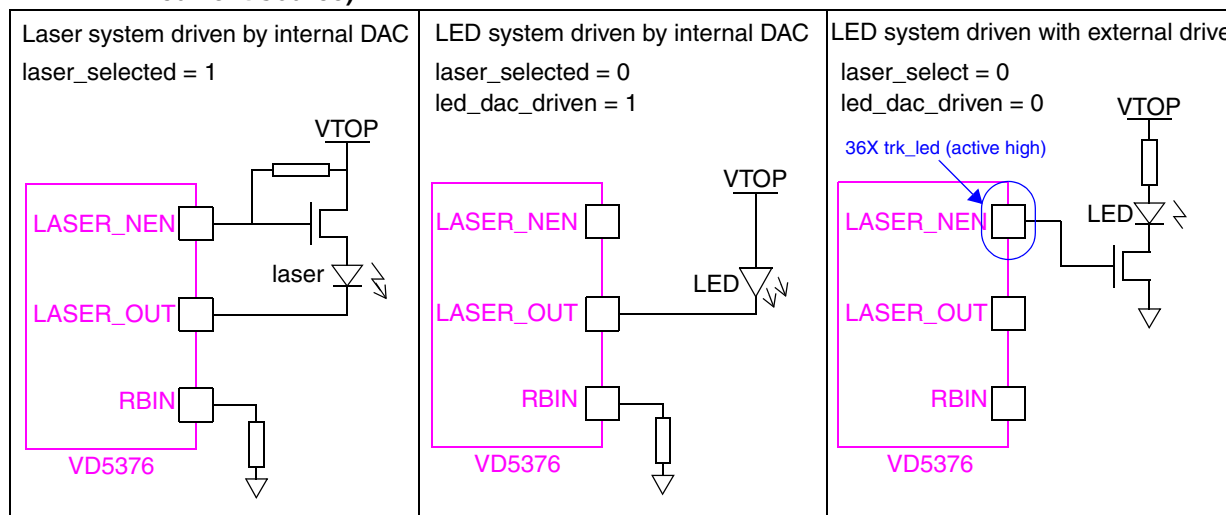 Laser system driven by internal DAC
laser_selected = 1
VTOP
LASER_NEN
laser
LASER_OUT
RBIN
VD5376
LED system driven by internal DAC
laser_selected = 0
led_dac_driven = 1
VTOP
LASER_NEN
LED
LASER_OUT
RBIN
VD5376
LED system driven with external drive
laser_select = 0
led_dac_driven = 0
VTOP
36X trk_led (active high)
LASER_NEN
LED
LASER_OUT
RBIN
VD5376